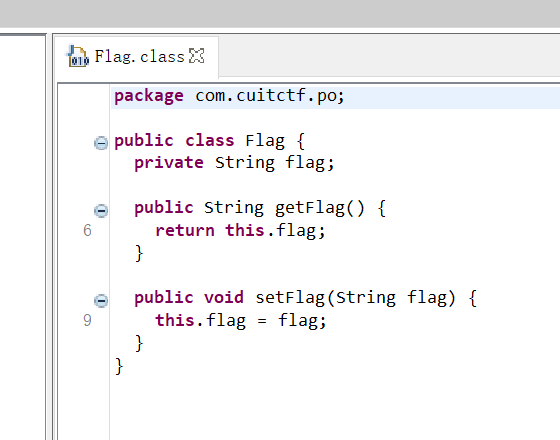 Flag.class
package com.cuitctf.po;
public class Flag {
private String flag;
public String getFlag() {
6 return this.flag;
}
public void setFlag(String flag) {
9 this.flag = flag;
}
}